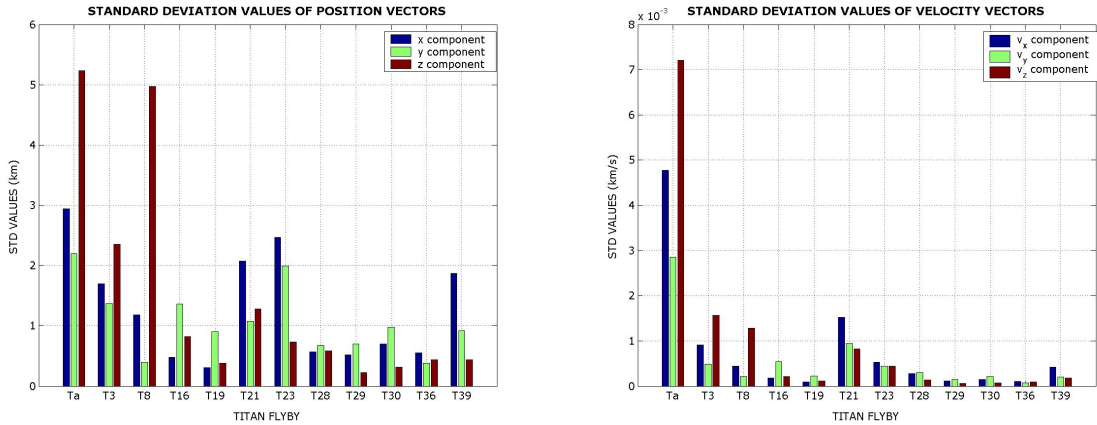 STANDARD DEVIATION VALUES OF POSITION VECTORS
6
5
4
3
2
1
0
STD VALUES (km)
x component
y component
z component
Ta T3 T8 T16 T19 T21 T23 T28 T29 T30 T36 T39
TITAN FLYBY
STANDARD DEVIATION VALUES OF VELOCITY VECTORS
x 10⁻³
8
7
6
5
4
3
2
1
0
STD VALUES (km/s)
vₓ component
v_y component
v_z component
Ta T3 T8 T16 T19 T21 T23 T28 T29 T30 T36 T39
TITAN FLYBY